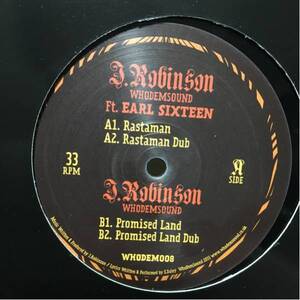 J.Robinson
WHODEMSOUND
Ft. EARL SIXTEEN
A1. Rastaman
A2. Rastaman Dub
33
RPM
A
SIDE
J.Robinson
WHODEMSOUND
B1. Promised Land
B2. Promised Land Dub
WHODEM008